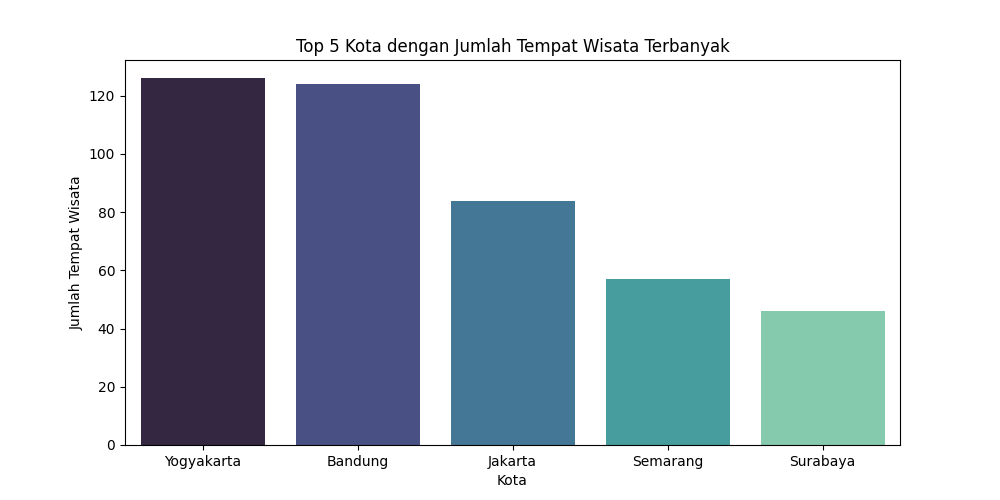 Top 5 Kota dengan Jumlah Tempat Wisata Terbanyak
Jumlah Tempat Wisata
120
100
80
60
40
20
0
Yogyakarta Bandung Jakarta Semarang Surabaya
Kota